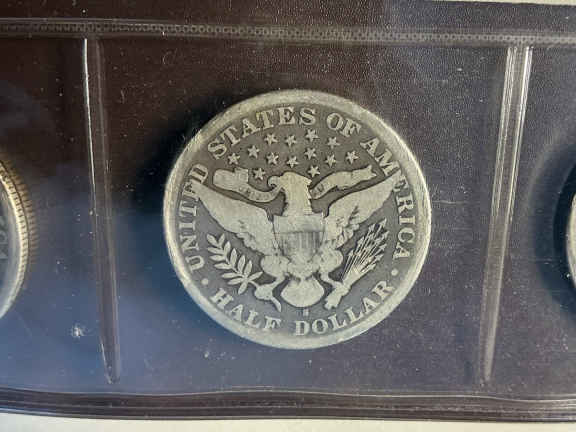 UNITED STATES OF AMERICA
HALF DOLLAR